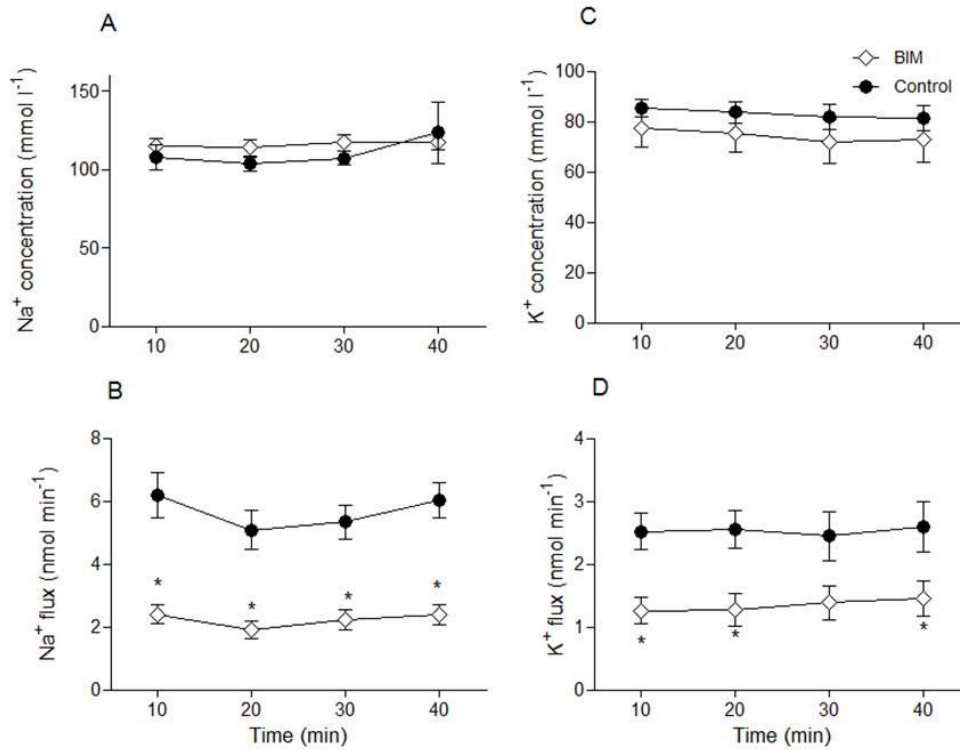 A
Na⁺ concentration (mmol l⁻¹)
150
100
50
0
10 20 30 40
C
BIM
Control
K⁺ concentration (mmol l⁻¹)
100
80
60
40
20
0
10 20 30 40
B
Na⁺ flux (nmol min⁻¹)
8
6
4
2
0
* * * *
10 20 30 40
Time (min)
D
K⁺ flux (nmol min⁻¹)
4
3
2
1
0
* * *
10 20 30 40
Time (min)